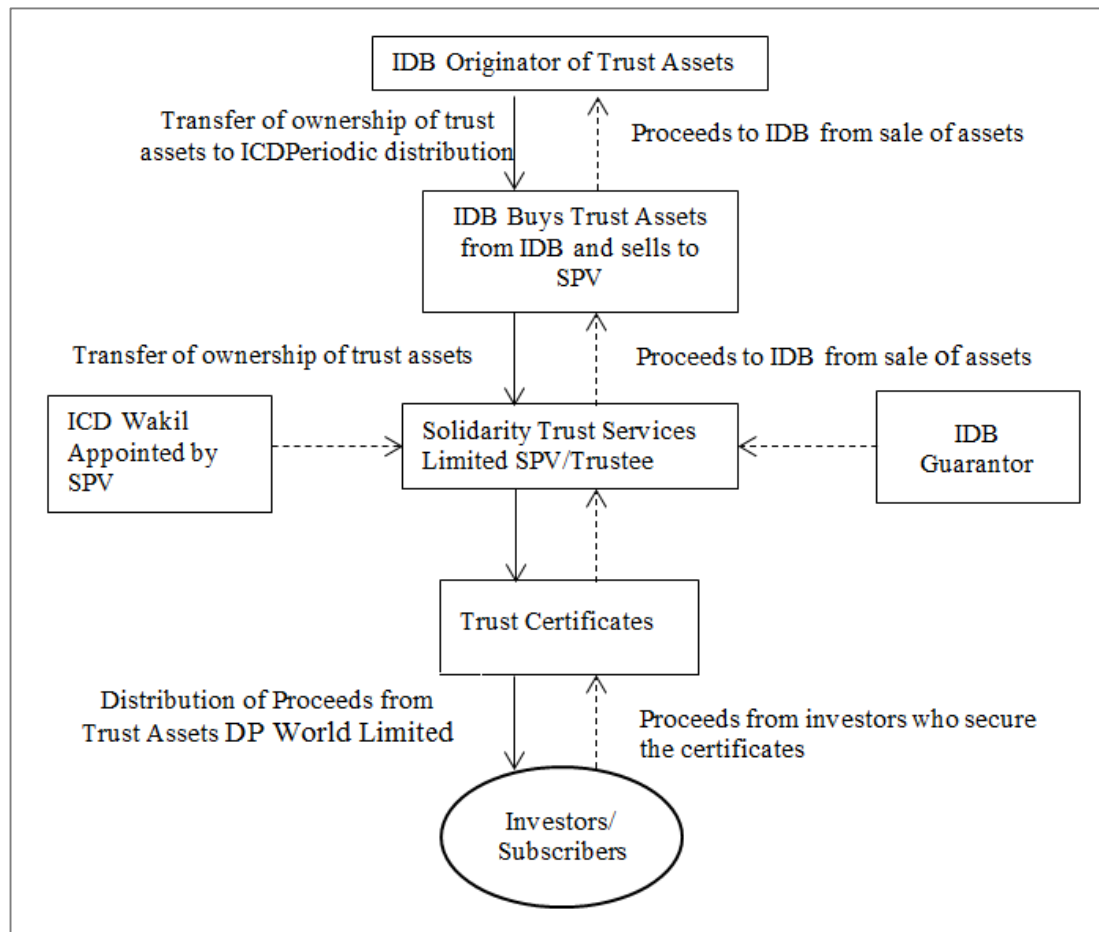 IDB Originator of Trust Assets
Transfer of ownership of trust
assets to ICDPeriodic distribution
Proceeds to IDB from sale of assets
IDB Buys Trust Assets
from IDB and sells to
SPV
Transfer of ownership of trust assets
Proceeds to IDB from sale of assets
ICD Wakil
Appointed by
SPV
Solidarity Trust Services
Limited SPV/Trustee
IDB
Guarantor
Trust Certificates
Distribution of Proceeds from
Trust Assets DP World Limited
Proceeds from investors who secure
the certificates
Investors/
Subscribers